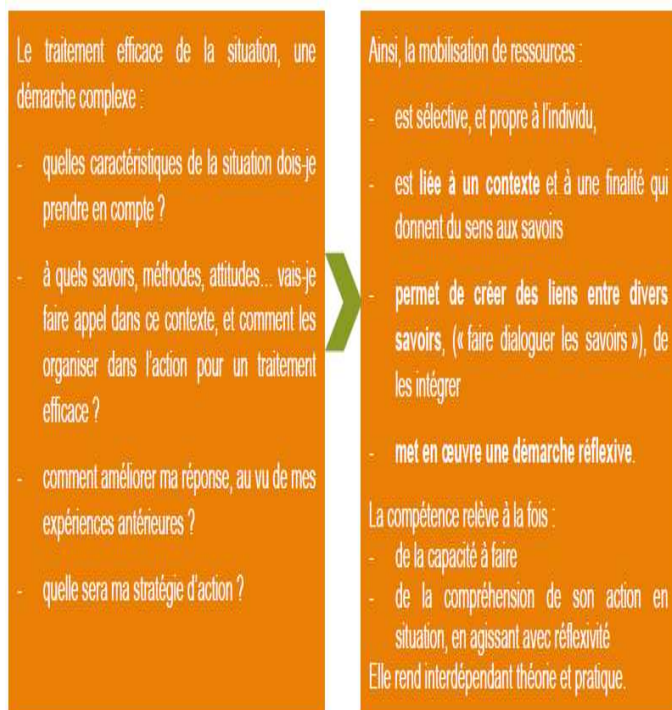 Le traitement efficace de la situation, une
démarche complexe :
- quelles caractéristiques de la situation dois-je
prendre en compte ?
- à quels savoirs, méthodes, attitudes... vais-je
faire appel dans ce contexte, et comment les
organiser dans l'action pour un traitement
efficace ?
- comment améliorer ma réponse, au vu de mes
expériences antérieures ?
- quelle sera ma stratégie d'action ?
Ainsi, la mobilisation de ressources :
- est sélective, et propre à l'individu,
- est liée à un contexte et à une finalité qui
donnent du sens aux savoirs
- permet de créer des liens entre divers
savoirs, (« faire dialoguer les savoirs »), de
les intégrer
- met en œuvre une démarche réflexive.
La compétence relève à la fois :
- de la capacité à faire
- de la compréhension de son action en
situation, en agissant avec réflexivité
Elle rend interdépendant théorie et pratique.